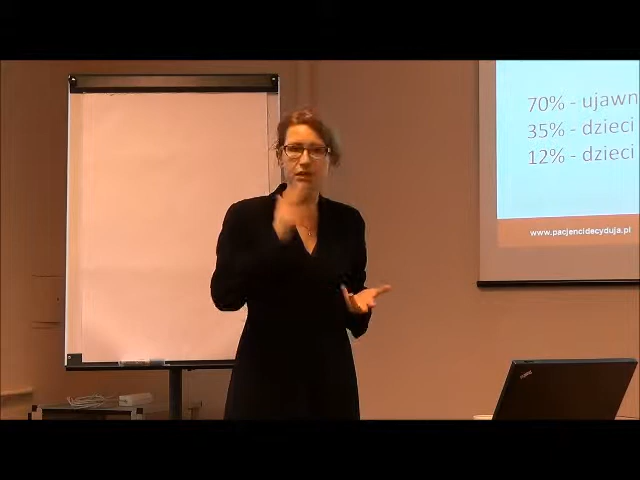 70% - ujawn
35% - dzieci
12% - dzieci
www.pacjencidecyduja.pl